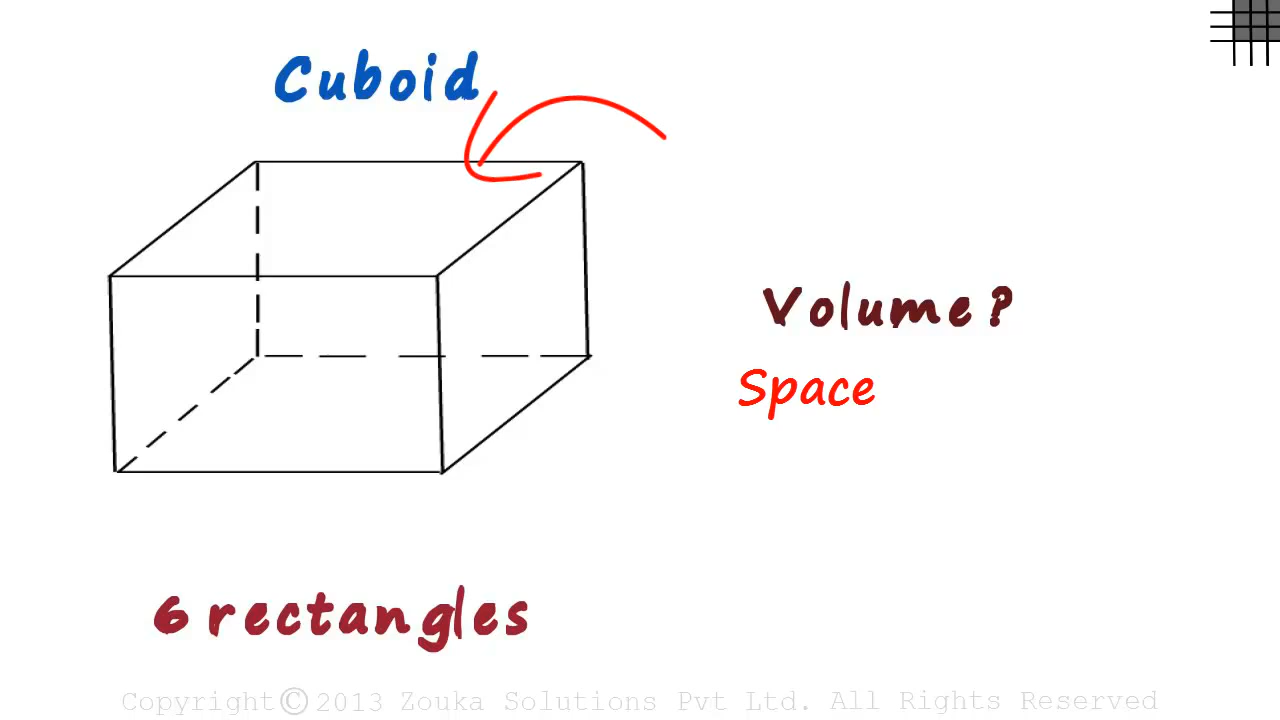 Cuboid
Volume?
Space
6 rectangles
Copyright © 2013 Zouka Solutions Pvt Ltd. All Rights Reserved